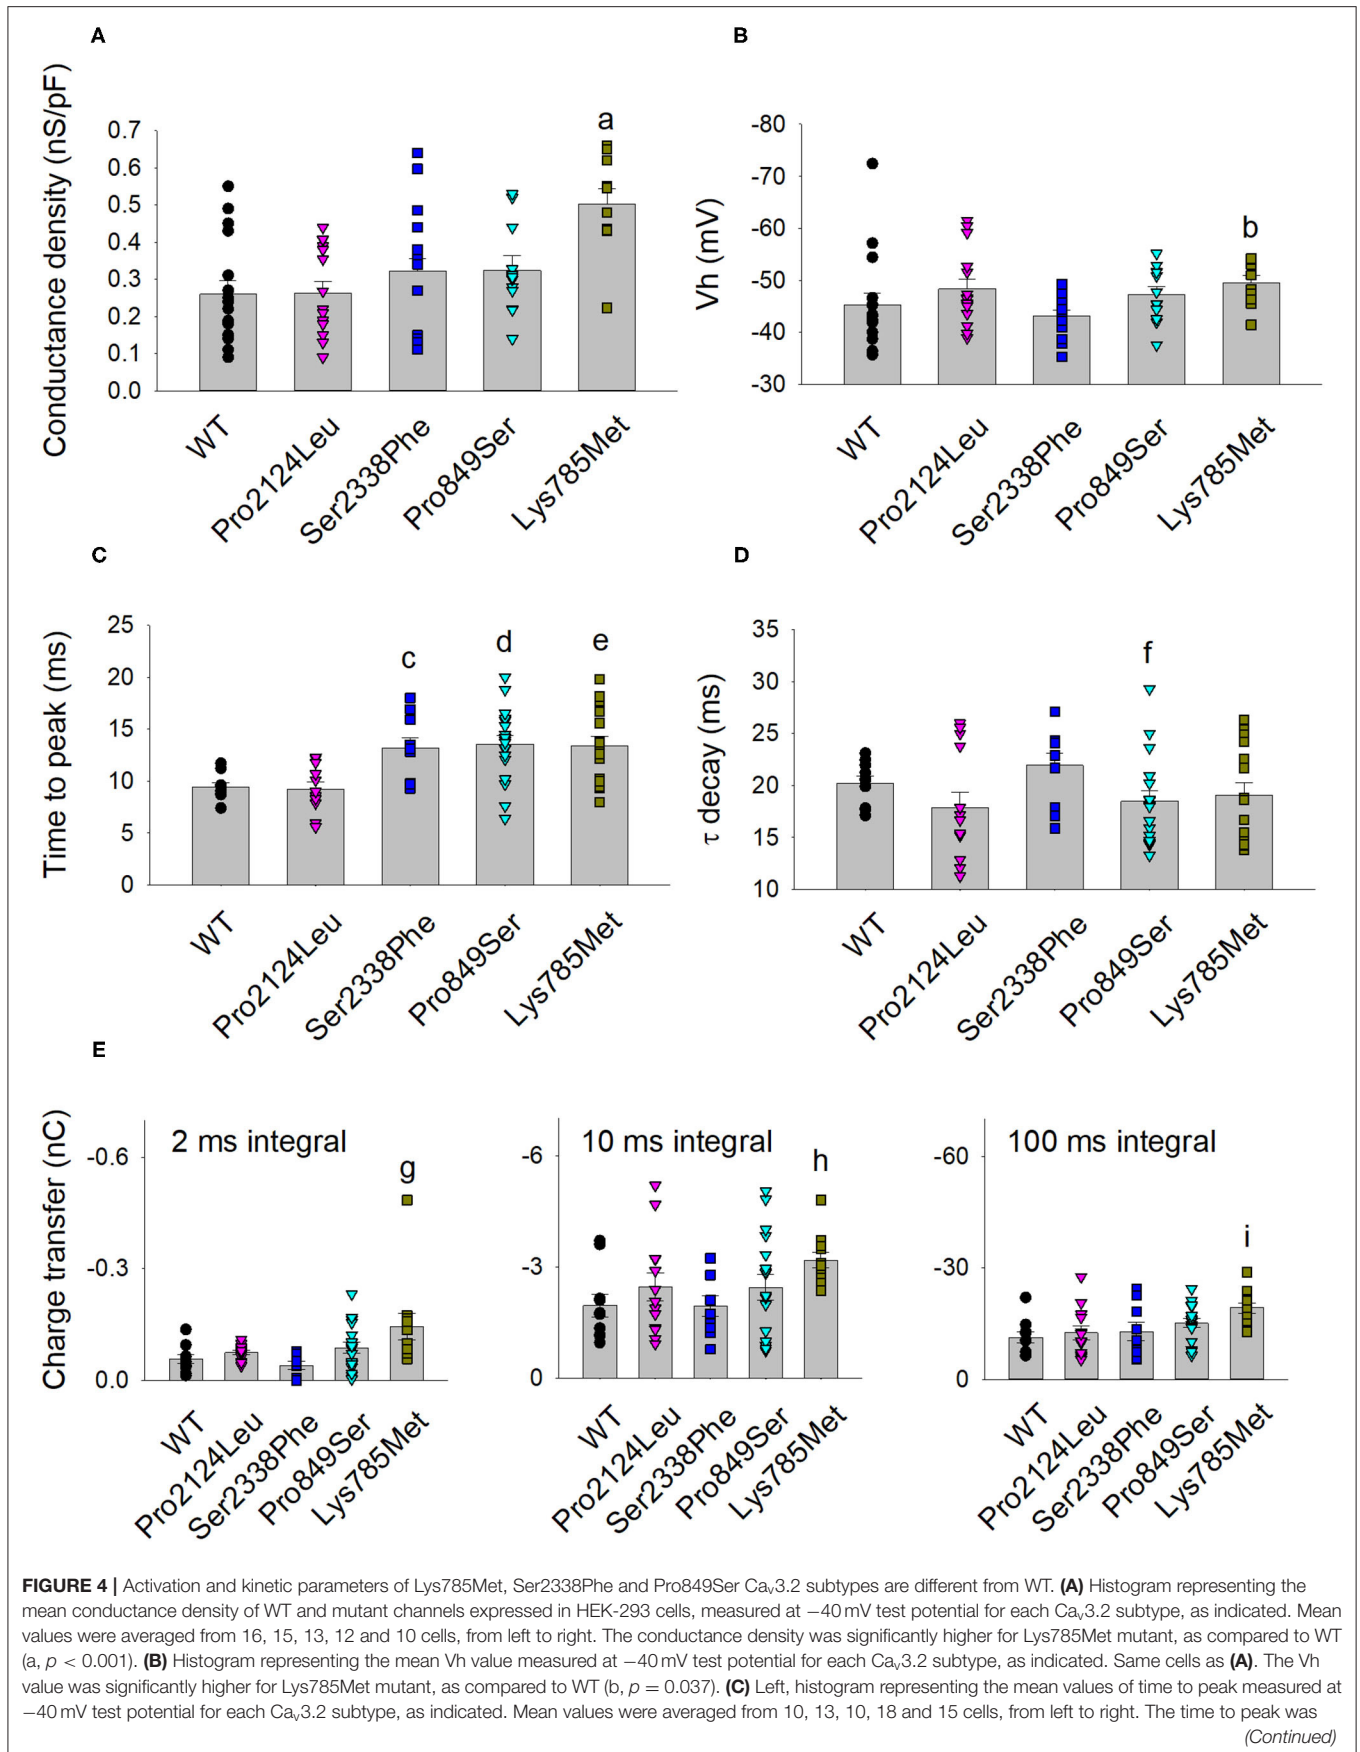 A
Conductance density (nS/pF)
0.7
0.6
0.5
0.4
0.3
0.2
0.1
0.0
a
WT
Pro2124Leu
Ser2338Phe
Pro849Ser
Lys785Met
B
Vh (mV)
-80
-70
-60
-50
-40
-30
b
WT
Pro2124Leu
Ser2338Phe
Pro849Ser
Lys785Met
C
Time to peak (ms)
25
20
15
10
5
0
c
d
e
WT
Pro2124Leu
Ser2338Phe
Pro849Ser
Lys785Met
D
τ decay (ms)
35
30
25
20
15
10
f
WT
Pro2124Leu
Ser2338Phe
Pro849Ser
Lys785Met
E
Charge transfer (nC)
2 ms integral
-0.6
-0.3
0.0
g
WT
Pro2124Leu
Ser2338Phe
Pro849Ser
Lys785Met
10 ms integral
-6
-3
0
h
WT
Pro2124Leu
Ser2338Phe
Pro849Ser
Lys785Met
100 ms integral
-60
-30
0
i
WT
Pro2124Leu
Ser2338Phe
Pro849Ser
Lys785Met
FIGURE 4 | Activation and kinetic parameters of Lys785Met, Ser2338Phe and Pro849Ser Cav3.2 subtypes are different from WT. (A) Histogram representing the
mean conductance density of WT and mutant channels expressed in HEK-293 cells, measured at −40 mV test potential for each Cav3.2 subtype, as indicated. Mean
values were averaged from 16, 15, 13, 12 and 10 cells, from left to right. The conductance density was significantly higher for Lys785Met mutant, as compared to WT
(a, p < 0.001). (B) Histogram representing the mean Vh value measured at −40 mV test potential for each Cav3.2 subtype, as indicated. Same cells as (A). The Vh
value was significantly higher for Lys785Met mutant, as compared to WT (b, p = 0.037). (C) Left, histogram representing the mean values of time to peak measured at
−40 mV test potential for each Cav3.2 subtype, as indicated. Mean values were averaged from 10, 13, 10, 18 and 15 cells, from left to right. The time to peak was
(Continued)